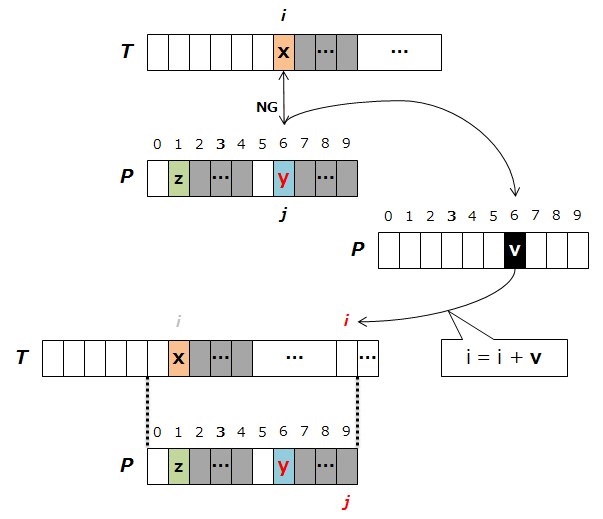 i
T x ... ...
NG
0 1 2 3 4 5 6 7 8 9
P z ... y ...
j
0 1 2 3 4 5 6 7 8 9
P v
i i
T x ... ... ...
i = i + v
0 1 2 3 4 5 6 7 8 9
P z ... y ...
j